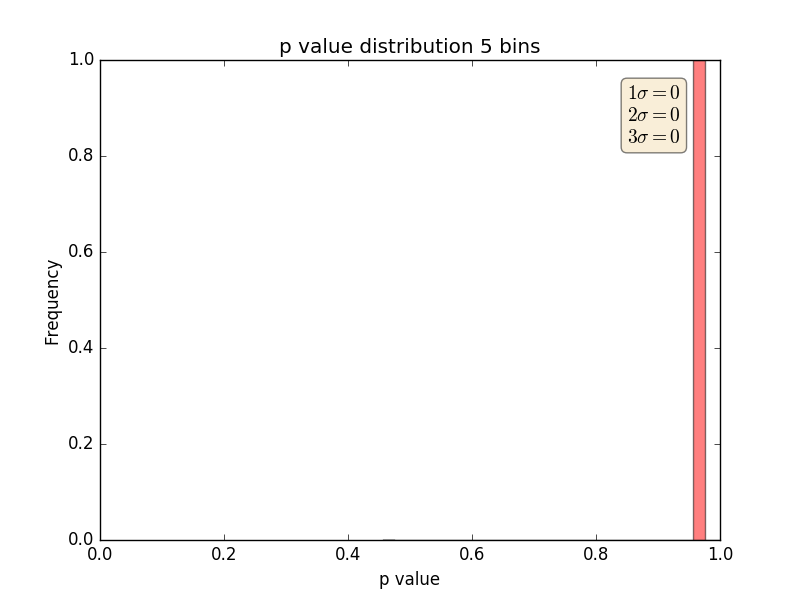 p value distribution 5 bins
1.0
0.8
0.6
0.4
0.2
0.0
Frequency
1σ = 0
2σ = 0
3σ = 0
0.0 0.2 0.4 0.6 0.8 1.0
p value